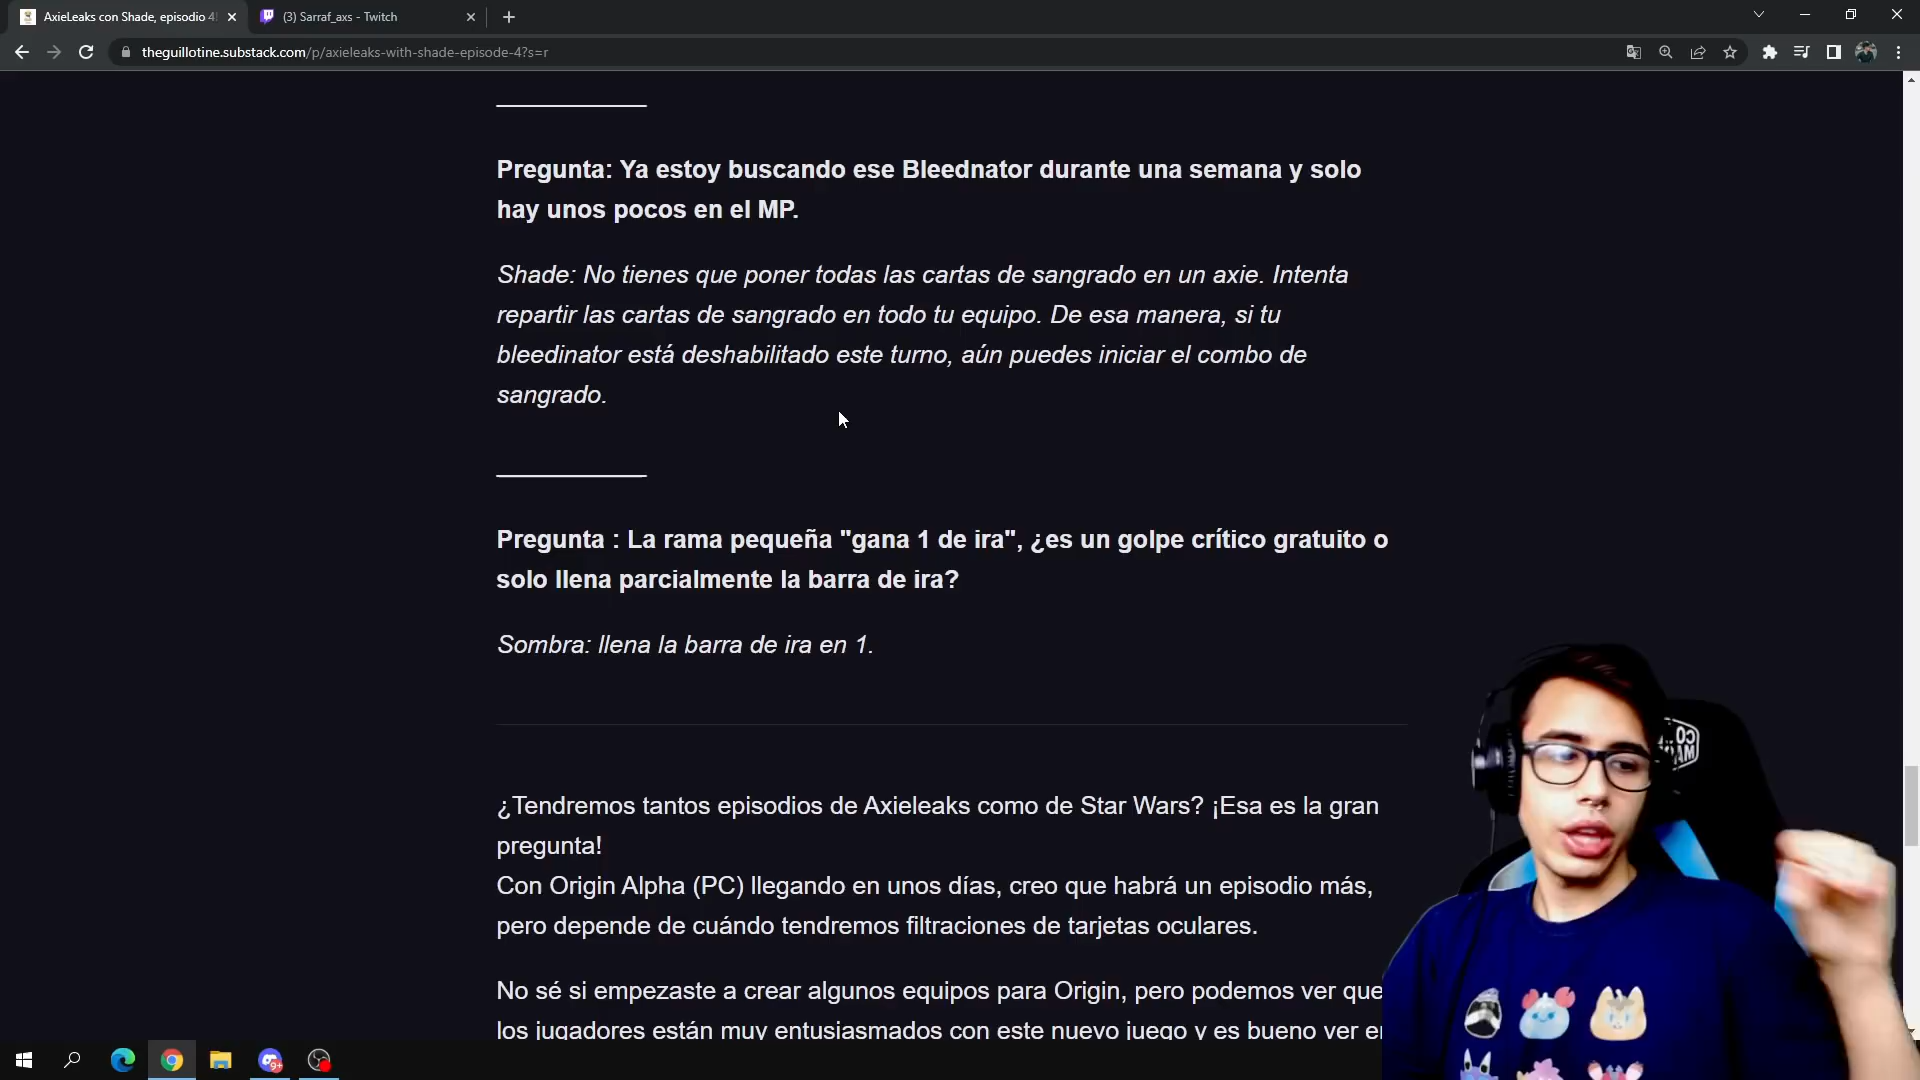 AxieLeaks con Shade, episodio 4
(3) Sarraf_axs - Twitch
theguillotine.substack.com/p/axieleaks-with-shade-episode-4?s=r
Pregunta: Ya estoy buscando ese Bleednator durante una semana y solo
hay unos pocos en el MP.
Shade: No tienes que poner todas las cartas de sangrado en un axie. Intenta
repartir las cartas de sangrado en todo tu equipo. De esa manera, si tu
bleedinator está deshabilitado este turno, aún puedes iniciar el combo de
sangrado.
Pregunta : La rama pequeña "gana 1 de ira", ¿es un golpe crítico gratuito o
solo llena parcialmente la barra de ira?
Sombra: llena la barra de ira en 1.
¿Tendremos tantos episodios de Axieleaks como de Star Wars? ¡Esa es la gran
pregunta!
Con Origin Alpha (PC) llegando en unos días, creo que habrá un episodio más,
pero depende de cuándo tendremos filtraciones de tarjetas oculares.
No sé si empezaste a crear algunos equipos para Origin, pero podemos ver que
los jugadores están muy entusiasmados con este nuevo juego y es bueno ver
9+